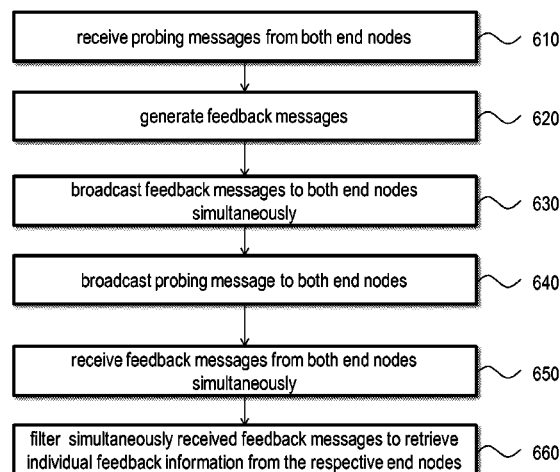 receive probing messages from both end nodes
610
generate feedback messages
620
broadcast feedback messages to both end nodes
simultaneously
630
broadcast probing message to both end nodes
640
receive feedback messages from both end nodes
simultaneously
650
filter simultaneously received feedback messages to retrieve
individual feedback information from the respective end nodes
660